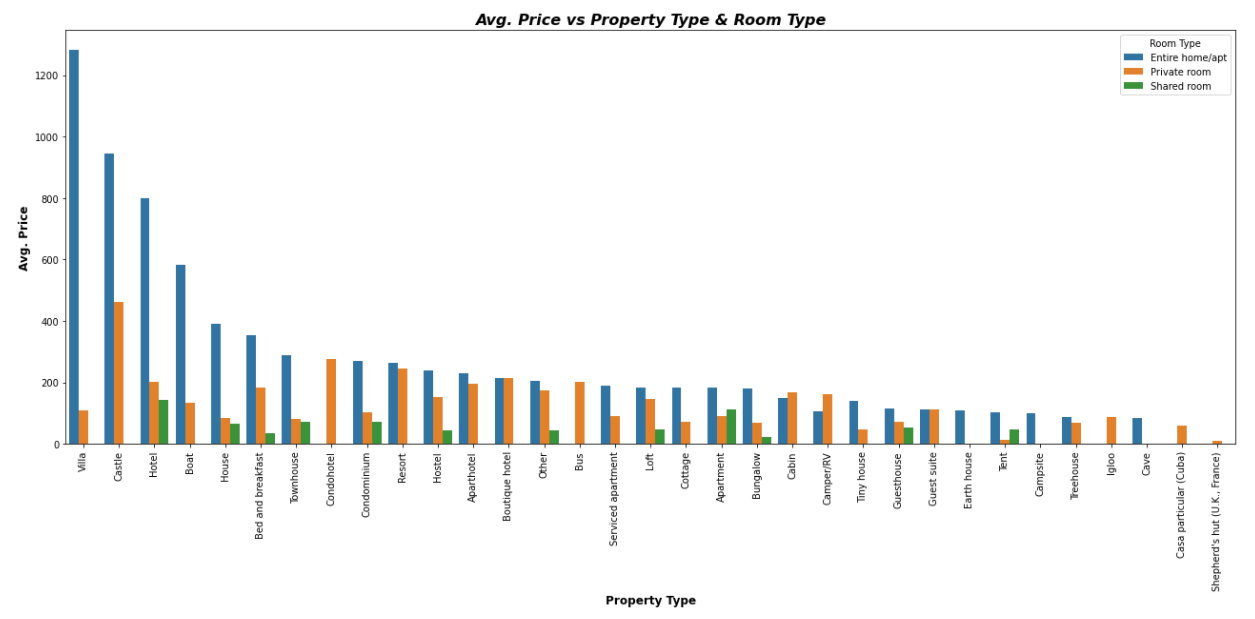 Avg. Price vs Property Type & Room Type
Room Type
Entire home/apt
Private room
Shared room
1200
1000
800
600
400
200
0
Avg. Price
Villa
Castle
Hotel
Boat
House
Bed and breakfast
Townhouse
Condohotel
Condominium
Resort
Hostel
Aparthotel
Boutique hotel
Other
Bus
Serviced apartment
Loft
Cottage
Apartment
Bungalow
Cabin
Camper/RV
Tiny house
Guesthouse
Guest suite
Earth house
Tent
Campsite
Treehouse
Igloo
Cave
Casa particular (Cuba)
Shepherd's hut (U.K., France)
Property Type